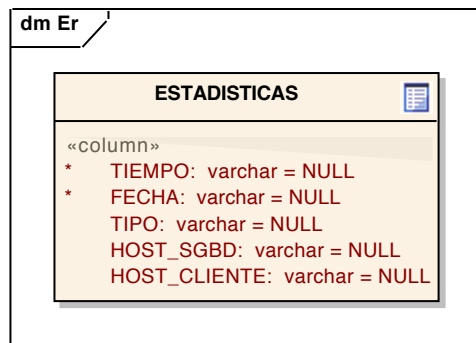 dm Er
ESTADISTICAS
«column»
* TIEMPO: varchar = NULL
* FECHA: varchar = NULL
TIPO: varchar = NULL
HOST_SGBD: varchar = NULL
HOST_CLIENTE: varchar = NULL